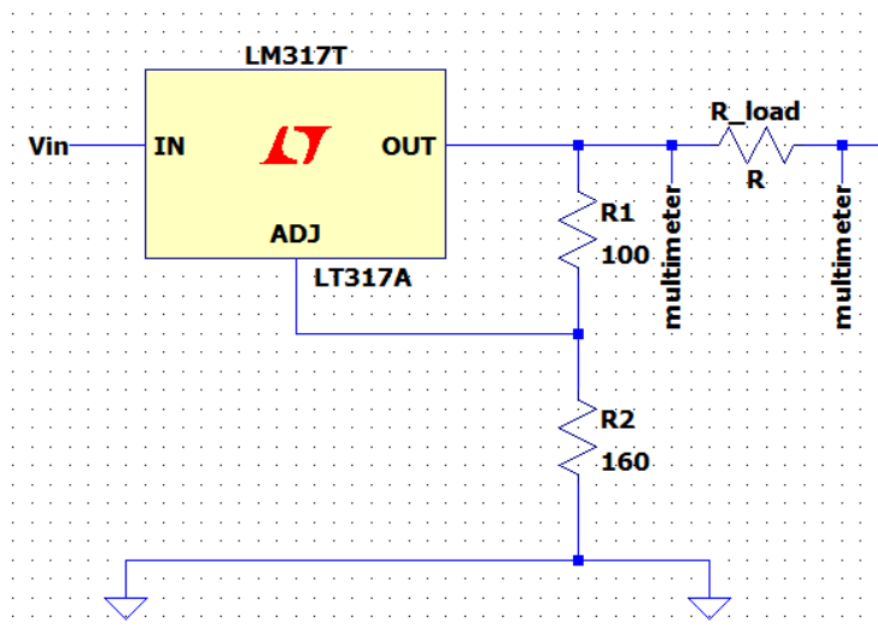 LM317T
Vin
IN
OUT
ADJ
LT317A
R_load
R
R1
100
multimeter
multimeter
R2
160